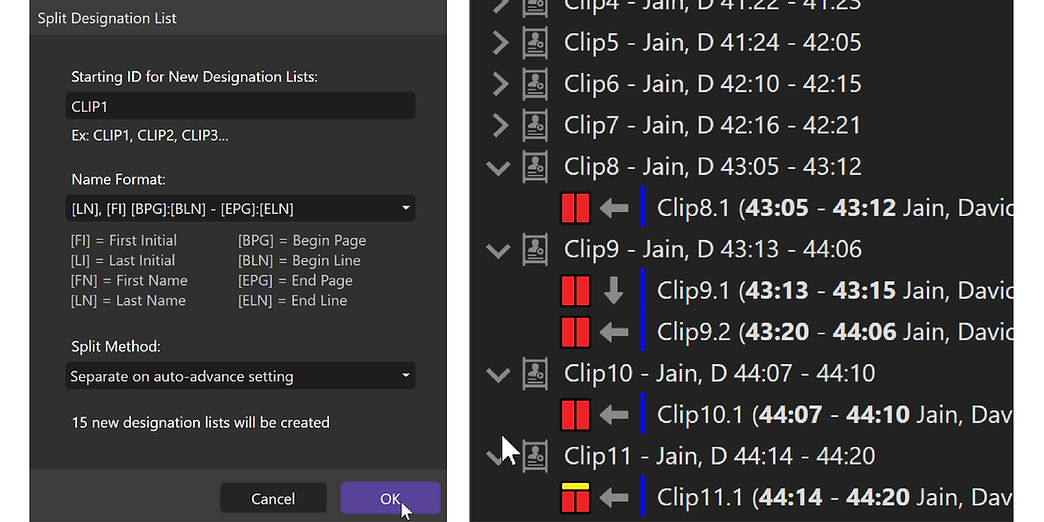 Split Designation List
Starting ID for New Designation Lists:
CLIP1
Ex: CLIP1, CLIP2, CLIP3...
Name Format:
[LN], [FI] [BPG]:[BLN] - [EPG]:[ELN]
[FI] = First Initial
[BPG] = Begin Page
[LI] = Last Initial
[BLN] = Begin Line
[FN] = First Name
[EPG] = End Page
[LN] = Last Name
[ELN] = End Line
Split Method:
Separate on auto-advance setting
15 new designation lists will be created
Cancel
OK
Clip4 - Jain, D 41:22 - 41:23
Clip5 - Jain, D 41:24 - 42:05
Clip6 - Jain, D 42:10 - 42:15
Clip7 - Jain, D 42:16 - 42:21
Clip8 - Jain, D 43:05 - 43:12
Clip8.1 (43:05 - 43:12 Jain, Davic
Clip9 - Jain, D 43:13 - 44:06
Clip9.1 (43:13 - 43:15 Jain, Davic
Clip9.2 (43:20 - 44:06 Jain, Davic
Clip10 - Jain, D 44:07 - 44:10
Clip10.1 (44:07 - 44:10 Jain, Dav
Clip11 - Jain, D 44:14 - 44:20
Clip11.1 (44:14 - 44:20 Jain, Dav